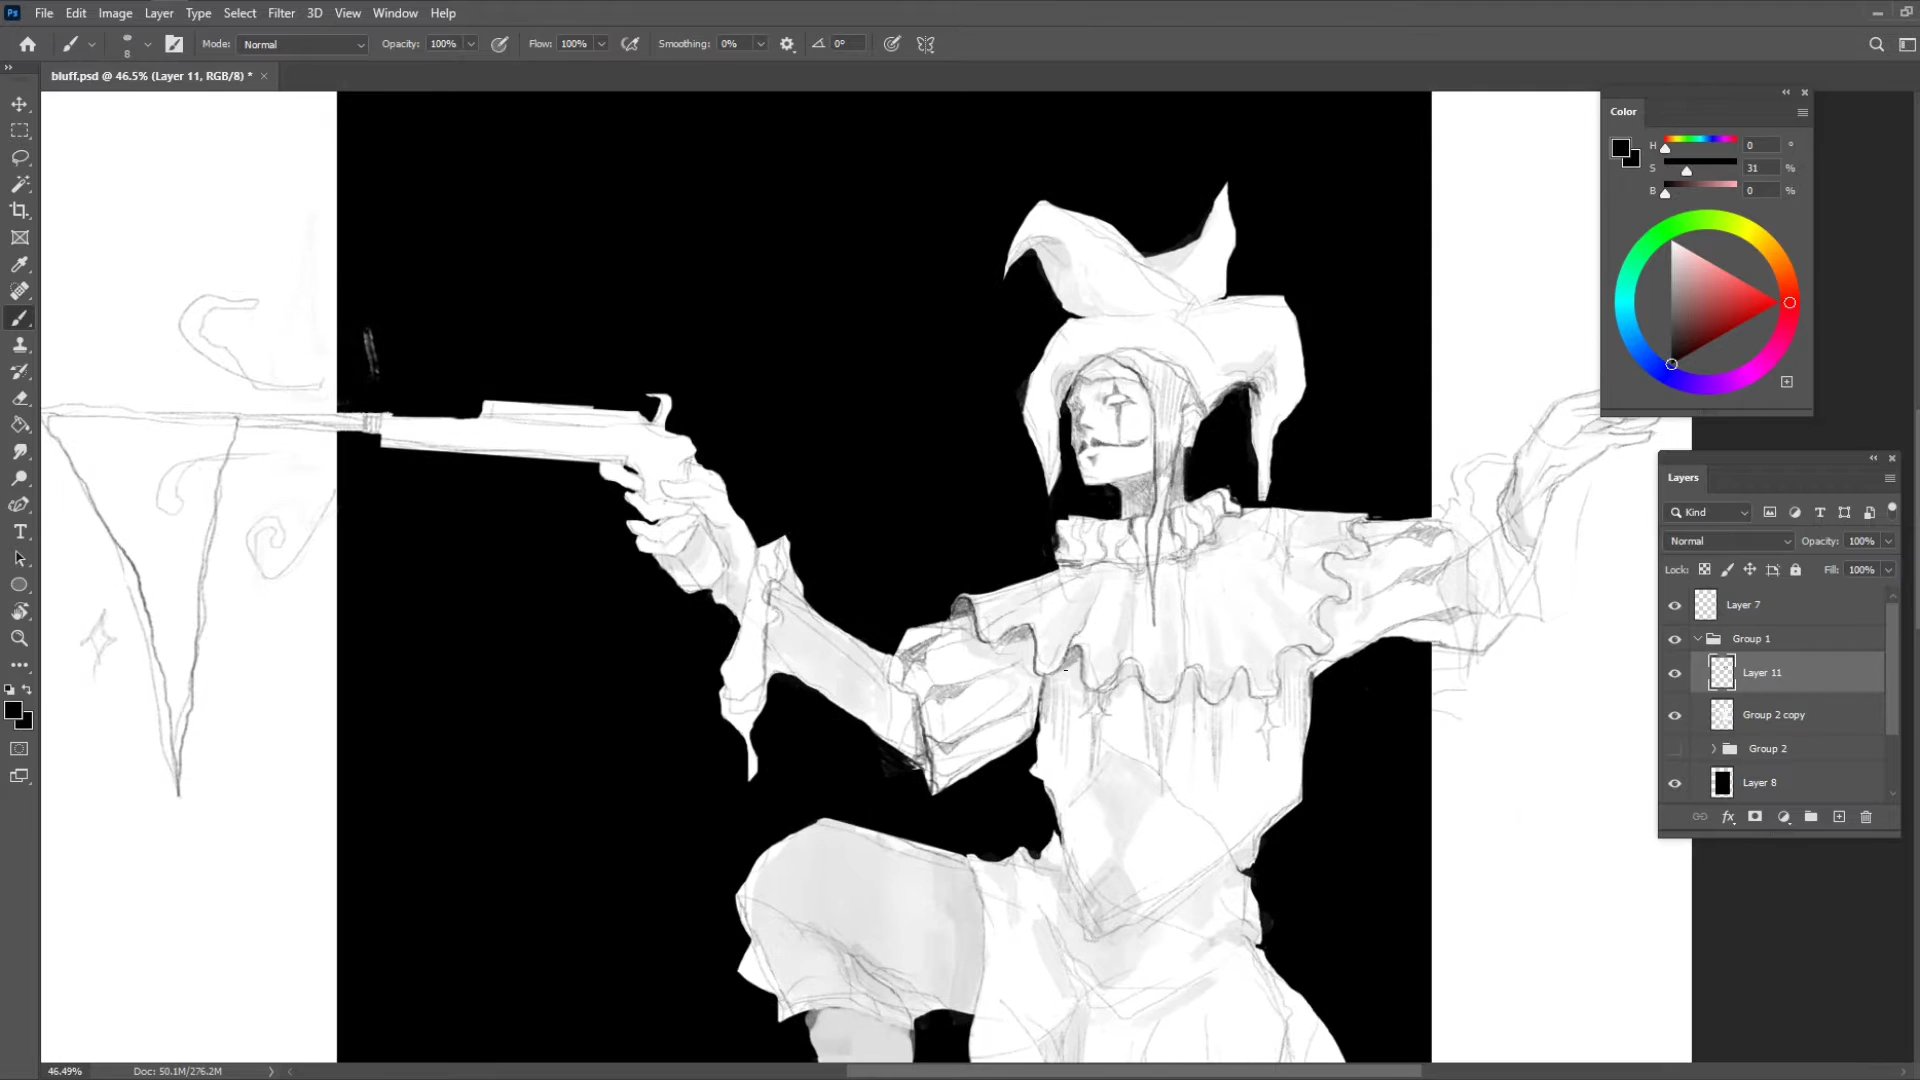 Ps File Edit Image Layer Type Select Filter 3D View Window Help
8 Mode: Normal Opacity: 100% Flow: 100% Smoothing: 0% 0°
bluff.psd @ 46.5% (Layer 11, RGB/8) *
Color
H 0 °
S 31 %
B 0 %
Layers
Kind
Normal Opacity: 100%
Lock: Fill: 100%
Layer 7
Group 1
Layer 11
Group 2 copy
Group 2
Layer 8
46.49% Doc: 50.1M/276.2M